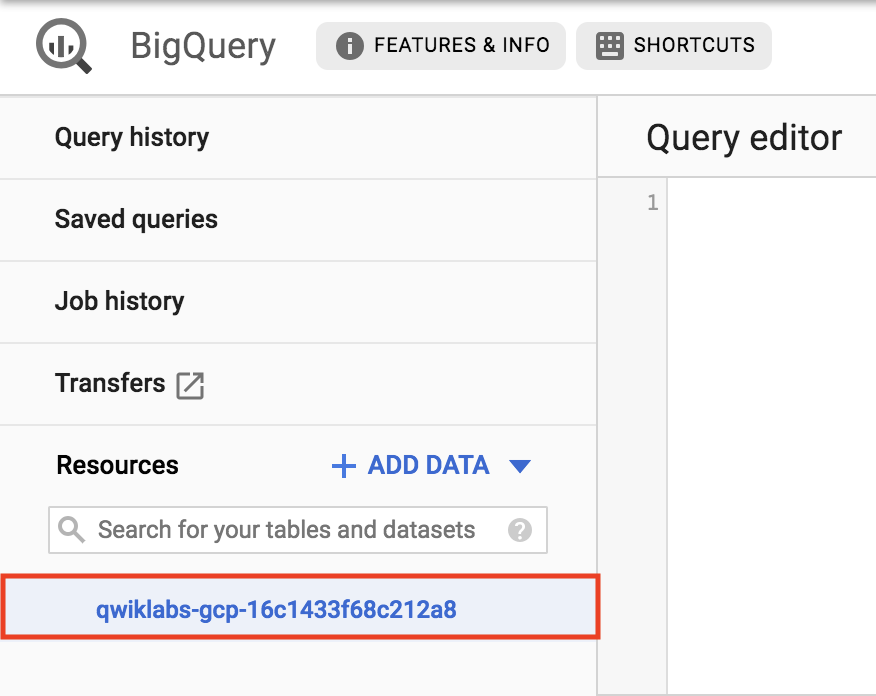 BigQuery
FEATURES & INFO
SHORTCUTS
Query history
Saved queries
Job history
Transfers
Resources
+ ADD DATA
Search for your tables and datasets
?
qwiklabs-gcp-16c1433f68c212a8
Query editor
1